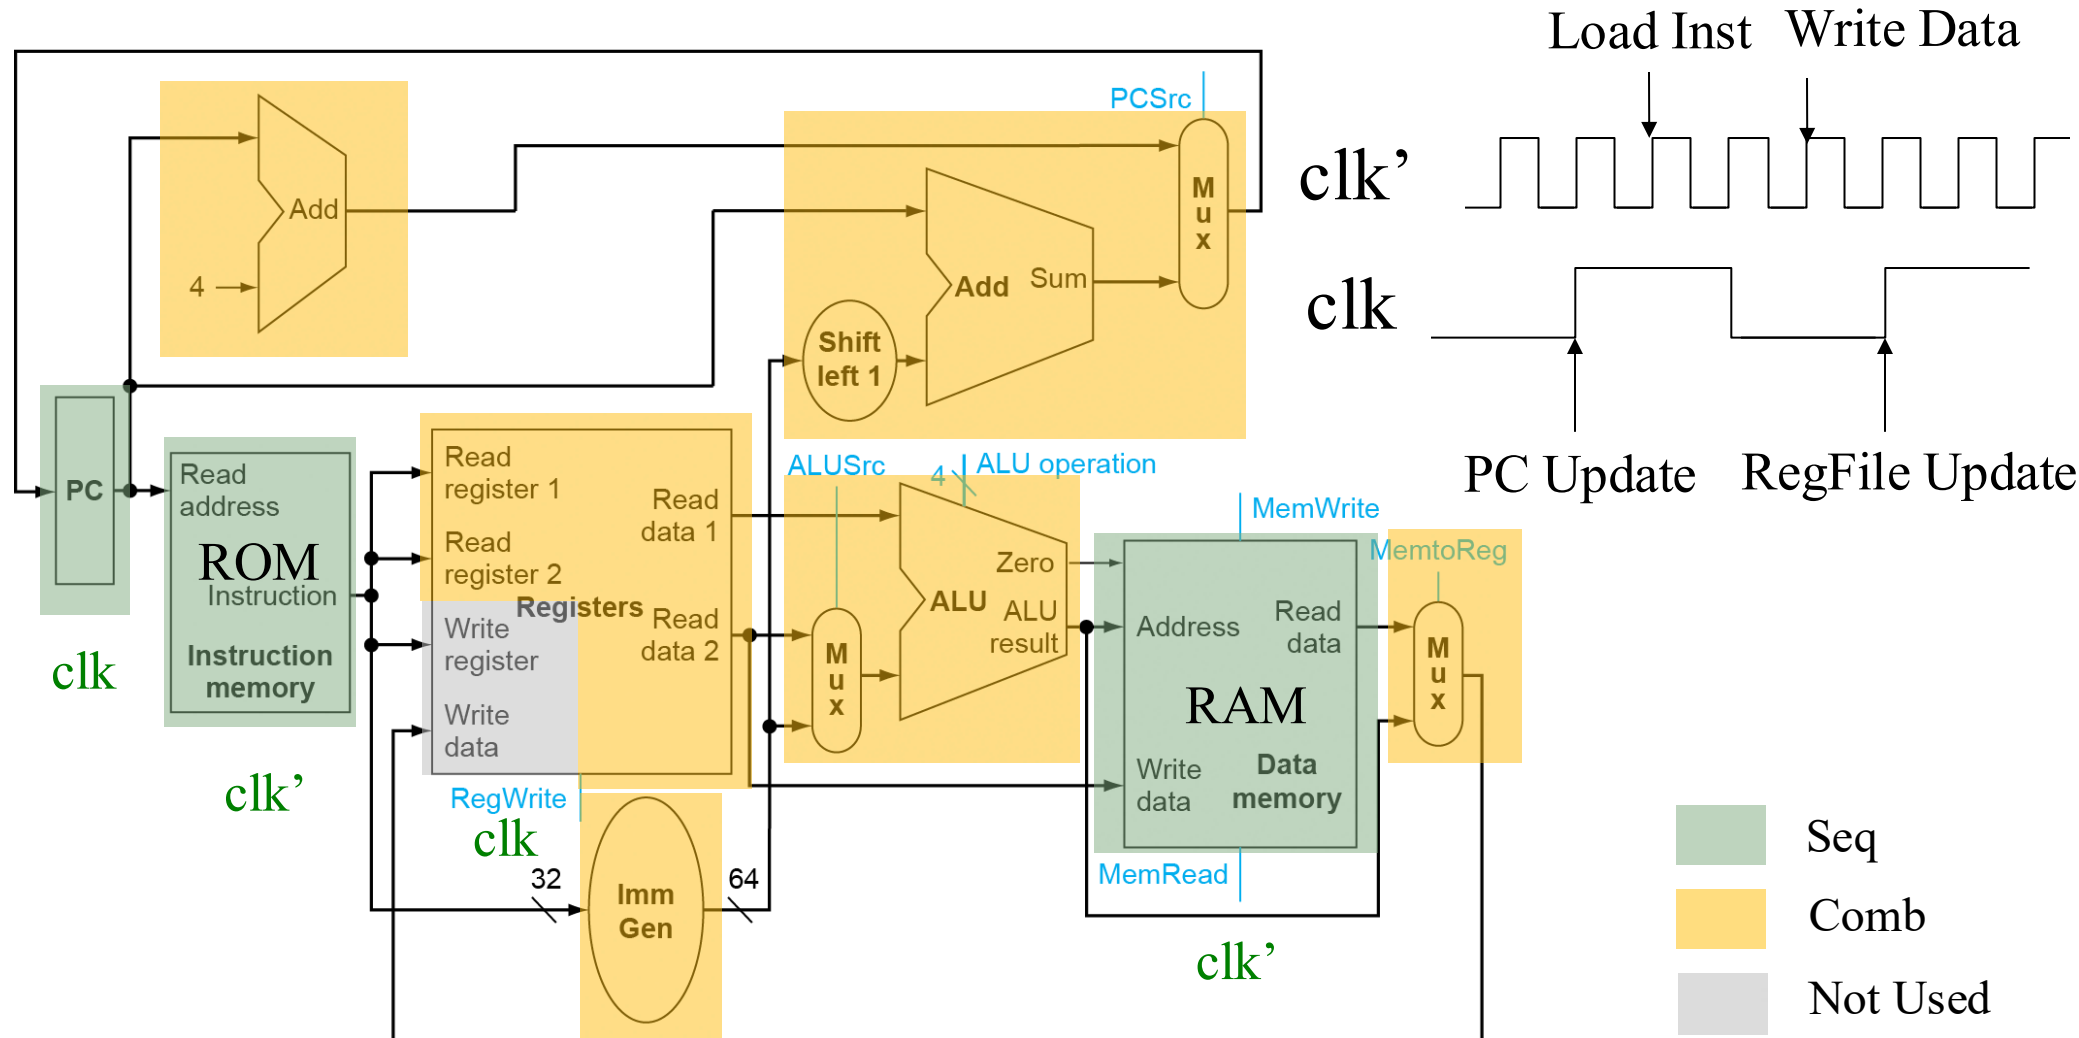 Load Inst
Write Data
PCSrc
clk’
clk
PC Update
RegFile Update
Add
4
M
u
x
Add
Sum
Shift
left 1
PC
clk
Read
address
ROM
Instruction
Instruction
memory
clk’
Read
register 1
Read
register 2
Registers
Write
register
Write
data
Read
data 1
Read
data 2
RegWrite
clk
32
Imm
Gen
64
ALUSrc
4
ALU operation
M
u
x
Zero
ALU
ALU
result
MemWrite
Address
Read
data
RAM
Write
data
Data
memory
MemRead
clk’
MemtoReg
M
u
x
Seq
Comb
Not Used